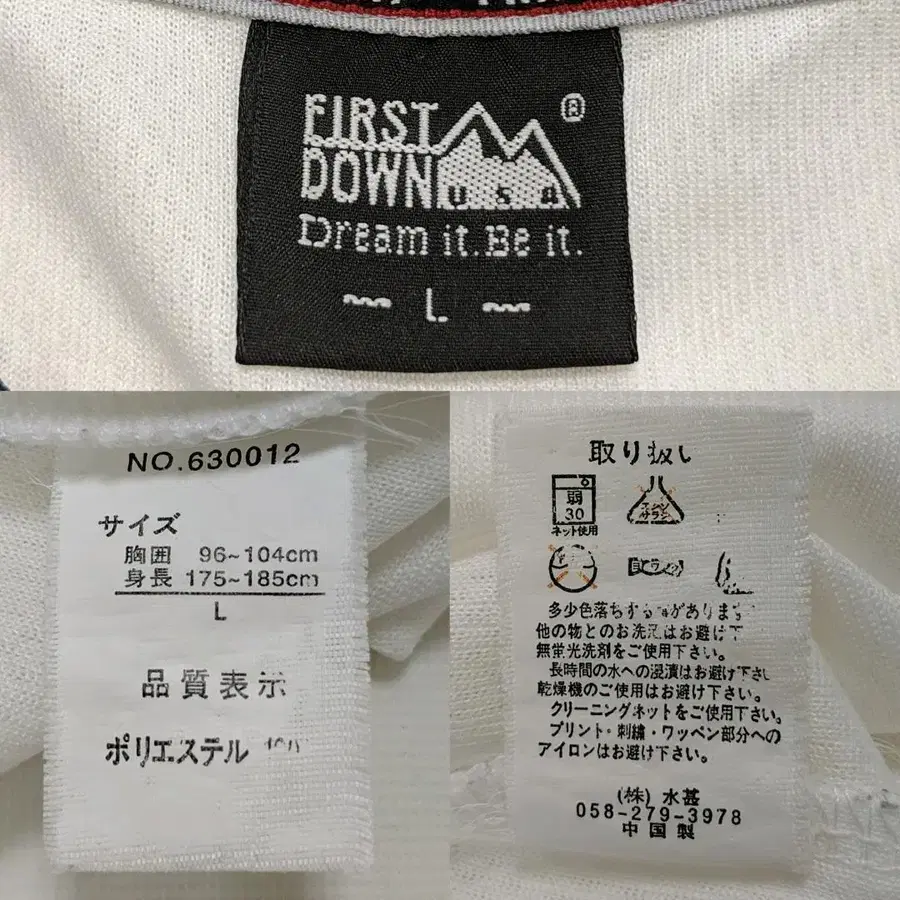 FIRST
DOWN
USA
®
Dream it.Be it.
L
NO.630012
サイズ
胸囲 96~104cm
身長 175~185cm
L
品質表示
ポリエステル
取り扱い
弱
30
ネット使用
多少色落ちする があります
他の物とのお洗濯はお避け下
無蛍光洗剤をご使用下さい。
長時間の水への浸漬はお避け下さい
乾燥機のご使用はお避け下さい。
クリーニングネットをご使用下さい。
プリント・刺繍・ワッペン部分への
アイロンはお避け下さい。
(株) 水甚
058-279-3978
中国製